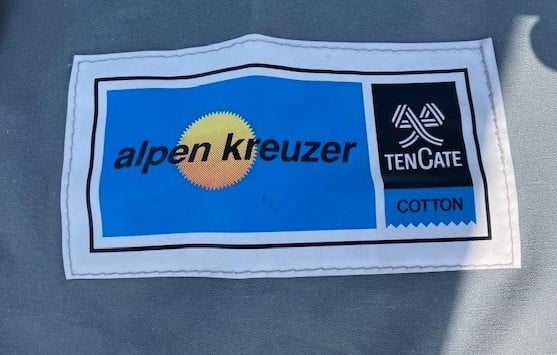 alpen kreuzer
TENCATE
COTTON